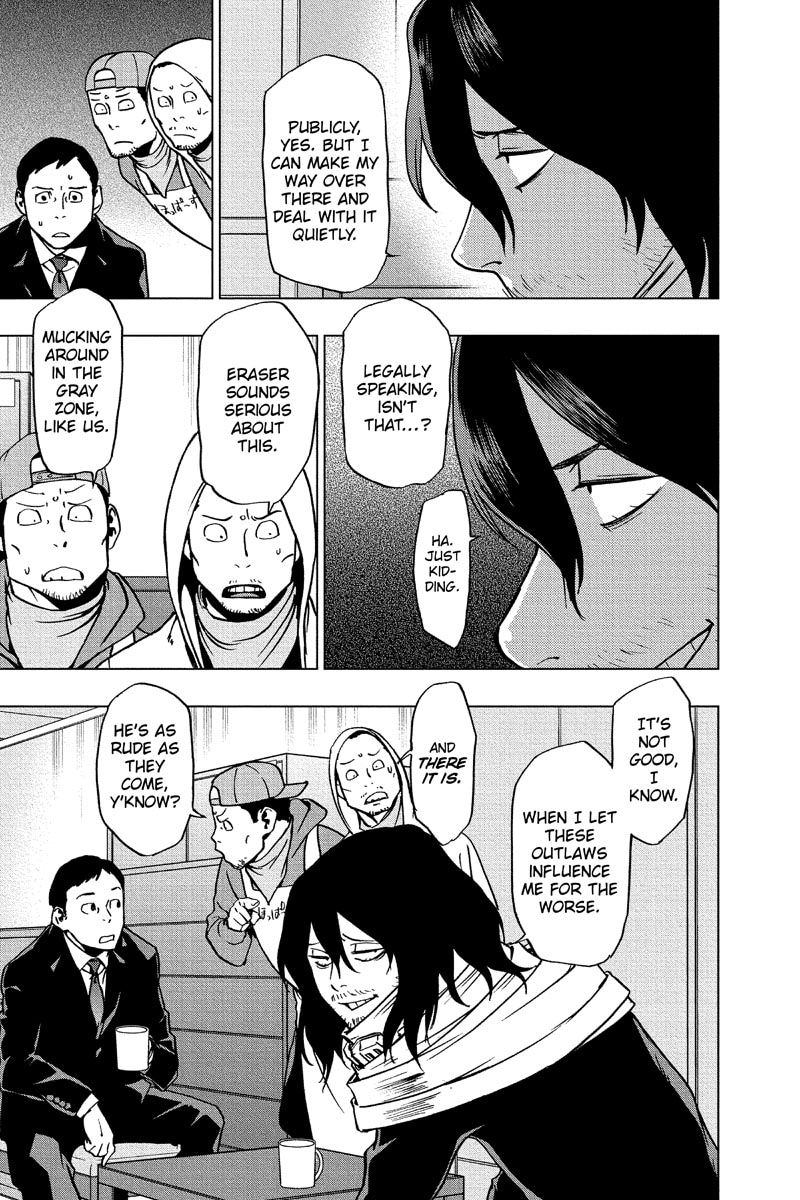 PUBLICLY,
YES. BUT I
CAN MAKE MY
WAY OVER
THERE AND
DEAL WITH IT
QUIETLY.
LEGALLY
SPEAKING,
ISN'T
THAT...?
HA.
JUST
KID-
DING.
ERASER
SOUNDS
SERIOUS
ABOUT
THIS.
MUCKING
AROUND
IN THE
GRAY
ZONE,
LIKE US.
IT'S
NOT
GOOD,
I
KNOW.
WHEN I LET
THESE
OUTLAWS
INFLUENCE
ME FOR THE
WORSE.
AND
THERE
IT IS.
HE'S AS
RUDE AS
THEY
COME,
Y'KNOW?